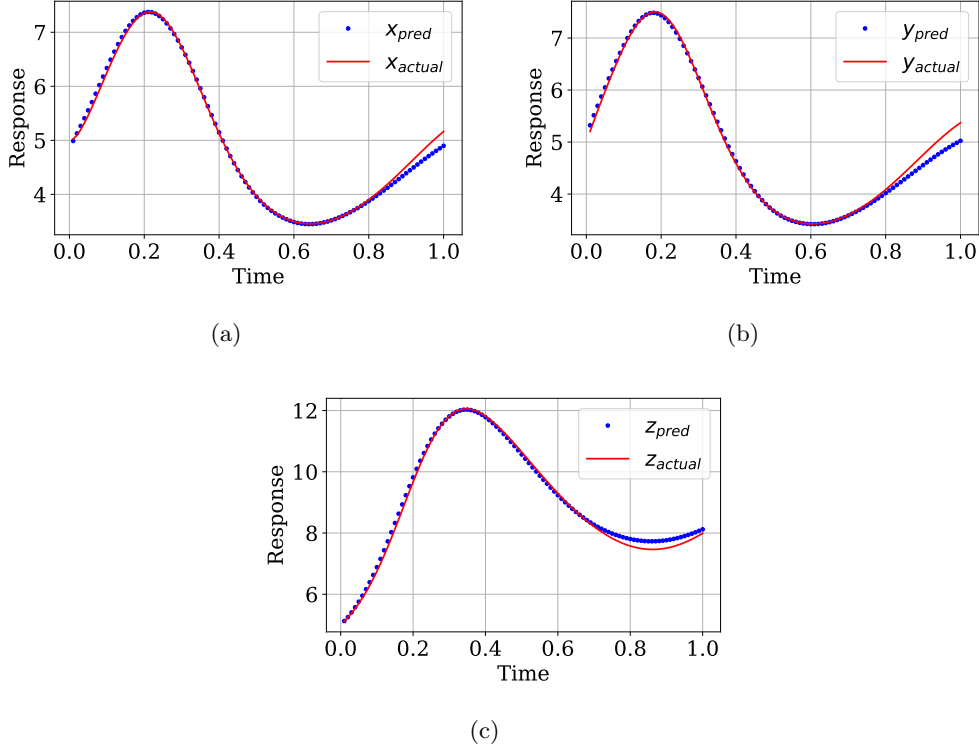 7
6
5
4
Response
0.0 0.2 0.4 0.6 0.8 1.0
Time
x_pred
x_actual
(a)
7
6
5
4
Response
0.0 0.2 0.4 0.6 0.8 1.0
Time
y_pred
y_actual
(b)
12
10
8
6
Response
0.0 0.2 0.4 0.6 0.8 1.0
Time
z_pred
z_actual
(c)